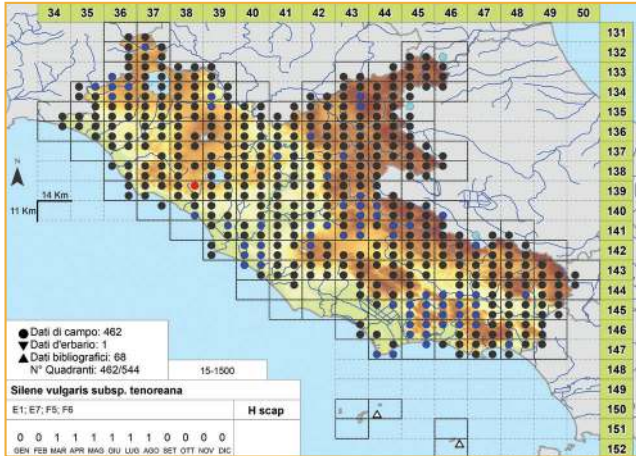 34 35 36 37 38 39 40 41 42 43 44 45 46 47 48 49 50
131
132
133
134
135
136
137
138
139
140
141
142
143
144
145
146
147
148
149
150
151
152
N
14 Km
11 Km
Dati di campo: 462
Dati d'erbario: 1
Dati bibliografici: 68
N° Quadranti: 462/544
15-1500
Silene vulgaris subsp. tenoreana
E1; E7; F5; F6
H scap
0 0 1 1 1 1 1 1 0 0 0 0
GEN FEB MAR APR MAG GIU LUG AGO SET OTT NOV DIC